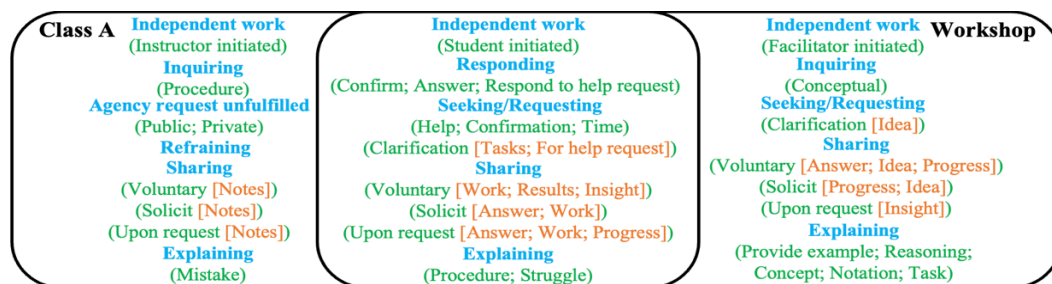 Class A
Independent work
(Instructor initiated)
Inquiring
(Procedure)
Agency request unfulfilled
(Public; Private)
Refraining
Sharing
(Voluntary [Notes])
(Solicit [Notes])
(Upon request [Notes])
Explaining
(Mistake)
Independent work
(Student initiated)
Responding
(Confirm; Answer; Respond to help request)
Seeking/Requesting
(Help; Confirmation; Time)
(Clarification [Tasks; For help request])
Sharing
(Voluntary [Work; Results; Insight])
(Solicit [Answer; Work])
(Upon request [Answer; Work; Progress])
Explaining
(Procedure; Struggle)
Workshop
Independent work
(Facilitator initiated)
Inquiring
(Conceptual)
Seeking/Requesting
(Clarification [Idea])
Sharing
(Voluntary [Answer; Idea; Progress])
(Solicit [Progress; Idea])
(Upon request [Insight])
Explaining
(Provide example; Reasoning;
Concept; Notation; Task)